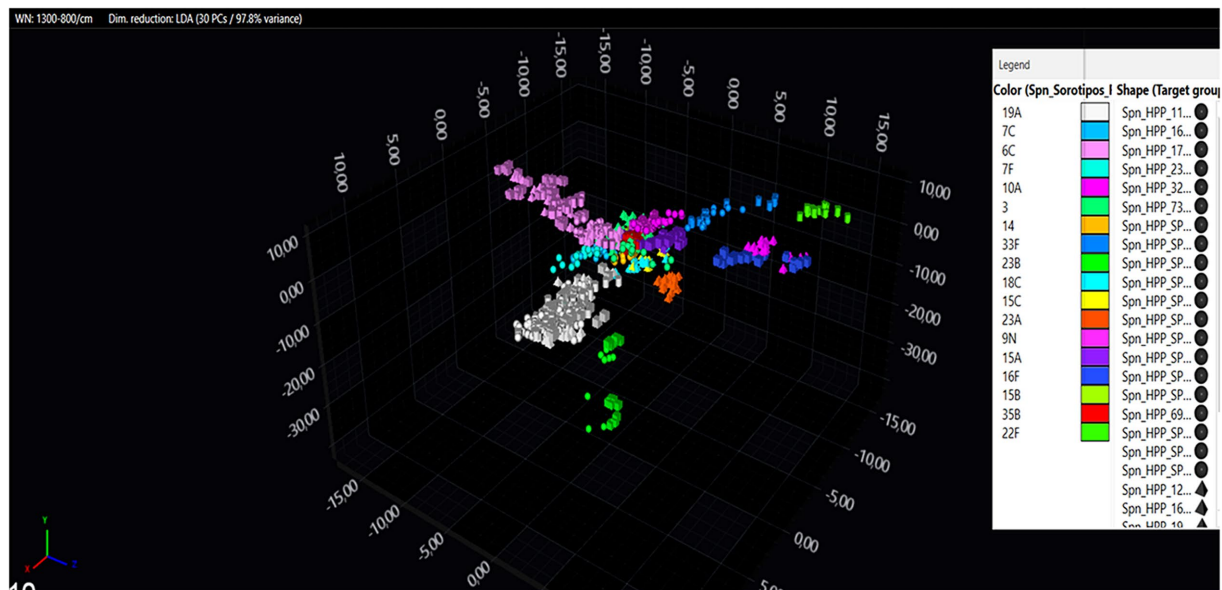 WN: 1300-800/cm Dim. reduction: LDA (30 PCs / 97.8% variance)
-15,00 -15,00
-10,00 -10,00
-5,00 -5,00
0,00 0,00
5,00 5,00
10,00 10,00
15,00
10,00 10,00
0,00 0,00
-10,00 -10,00
-20,00 -20,00
-30,00 -30,00
-15,00 -15,00
-10,00 -10,00
-5,00 -5,00
0,00 0,00
Y
X Z
Legend
Color (Spn_Sorotipos_ Shape (Target grou
19A Spn_HPP_11...
7C Spn_HPP_16...
6C Spn_HPP_17...
7F Spn_HPP_23...
10A Spn_HPP_32...
3 Spn_HPP_73...
14 Spn_HPP_SP...
33F Spn_HPP_SP...
23B Spn_HPP_SP...
18C Spn_HPP_SP...
15C Spn_HPP_SP...
23A Spn_HPP_SP...
9N Spn_HPP_SP...
15A Spn_HPP_SP...
16F Spn_HPP_SP...
15B Spn_HPP_SP...
35B Spn_HPP_69...
22F Spn_HPP_SP...
Spn_HPP_SP...
Spn_HPP_SP...
Spn_HPP_12...
Spn_HPP_16...
Spn_HPP_19